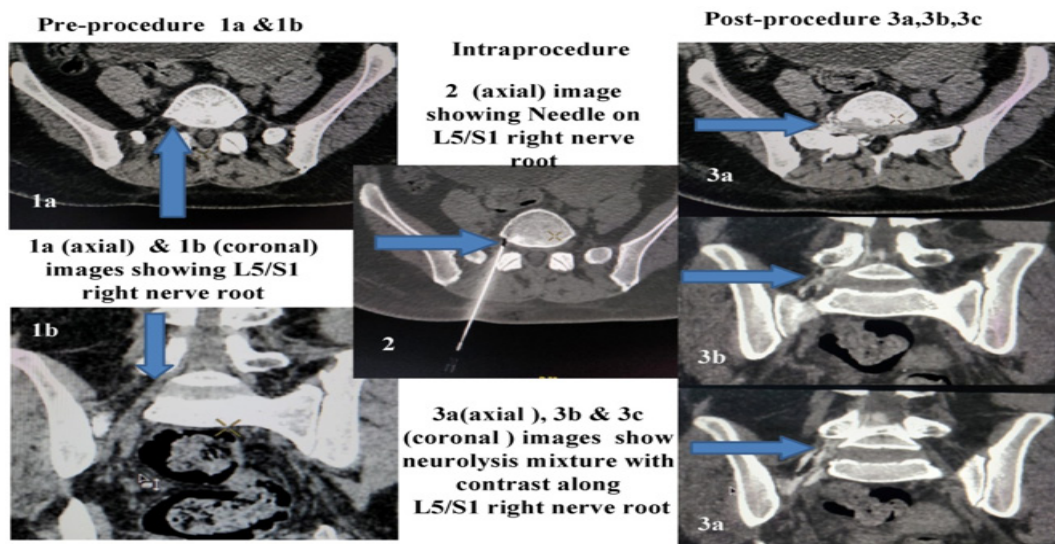 Pre-procedure 1a &1b
1a
1a (axial) & 1b (coronal)
images showing L5/S1
right nerve root
1b
Intraprocedure
2 (axial) image
showing Needle on
L5/S1 right nerve
root
2
3a(axial ), 3b & 3c
(coronal ) images show
neurolysis mixture with
contrast along
L5/S1 right nerve root
Post-procedure 3a,3b,3c
3a
3b
3a